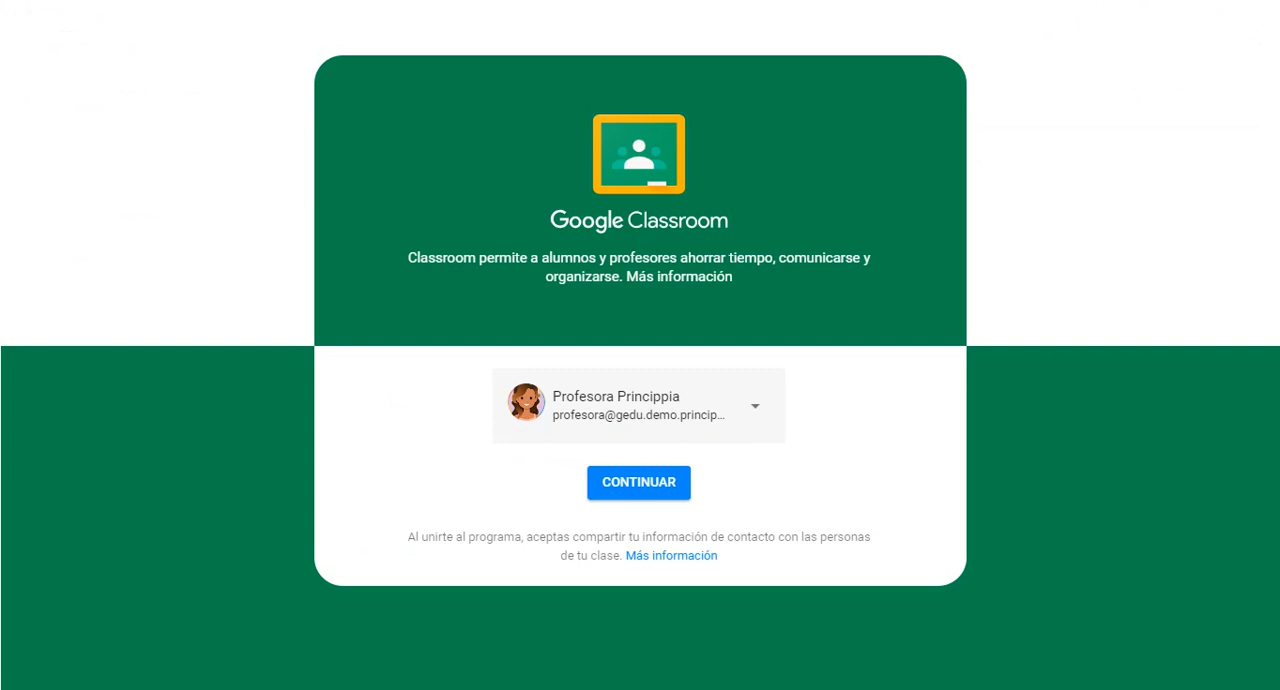 Google Classroom
Classroom permite a alumnos y profesores ahorrar tiempo, comunicarse y
organizarse. Más información
Profesora Princippia
profesora@gedu.demo.princip...
CONTINUAR
Al unirte al programa, aceptas compartir tu información de contacto con las personas
de tu clase. Más información